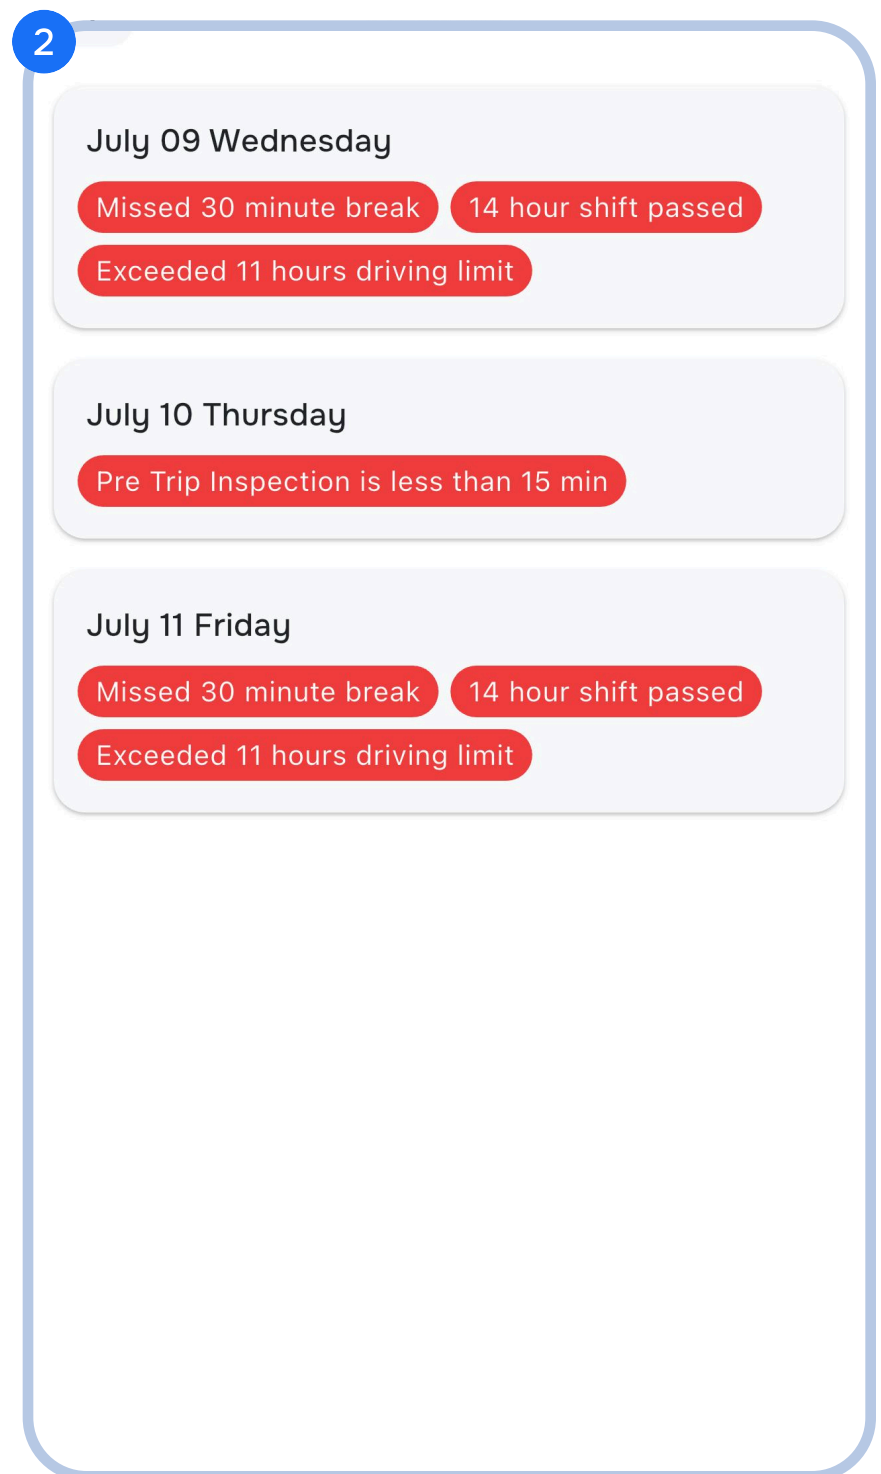 2
July 09 Wednesday
Missed 30 minute break 14 hour shift passed
Exceeded 11 hours driving limit
July 10 Thursday
Pre Trip Inspection is less than 15 min
July 11 Friday
Missed 30 minute break 14 hour shift passed
Exceeded 11 hours driving limit